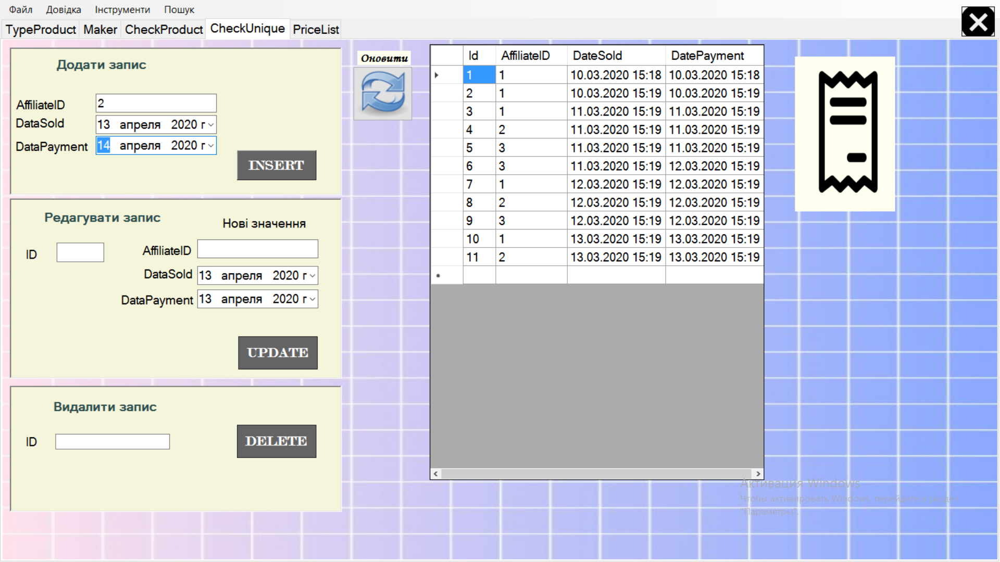 Файл Довідка Інструменти Пошук
TypeProduct Maker CheckProduct CheckUnique PriceList
Додати запис
AffiliateID 2
DataSold 13 апреля 2020 г
DataPayment 14 апреля 2020 г
INSERT
Редагувати запис
Нові значення
ID
AffiliateID
DataSold 13 апреля 2020 г
DataPayment 13 апреля 2020 г
UPDATE
Видалити запис
ID
DELETE
Оновити
Id AffiliateID DateSold DatePayment
1 1 10.03.2020 15:18 10.03.2020 15:18
2 1 10.03.2020 15:19 10.03.2020 15:19
3 1 11.03.2020 15:19 11.03.2020 15:19
4 2 11.03.2020 15:19 11.03.2020 15:19
5 3 11.03.2020 15:19 11.03.2020 15:19
6 3 11.03.2020 15:19 12.03.2020 15:19
7 1 12.03.2020 15:19 12.03.2020 15:19
8 2 12.03.2020 15:19 12.03.2020 15:19
9 3 12.03.2020 15:19 12.03.2020 15:19
10 1 13.03.2020 15:19 13.03.2020 15:19
11 2 13.03.2020 15:19 13.03.2020 15:19
Активация Windows
Чтобы активировать Windows, перейдите в раздел
"Параметры".